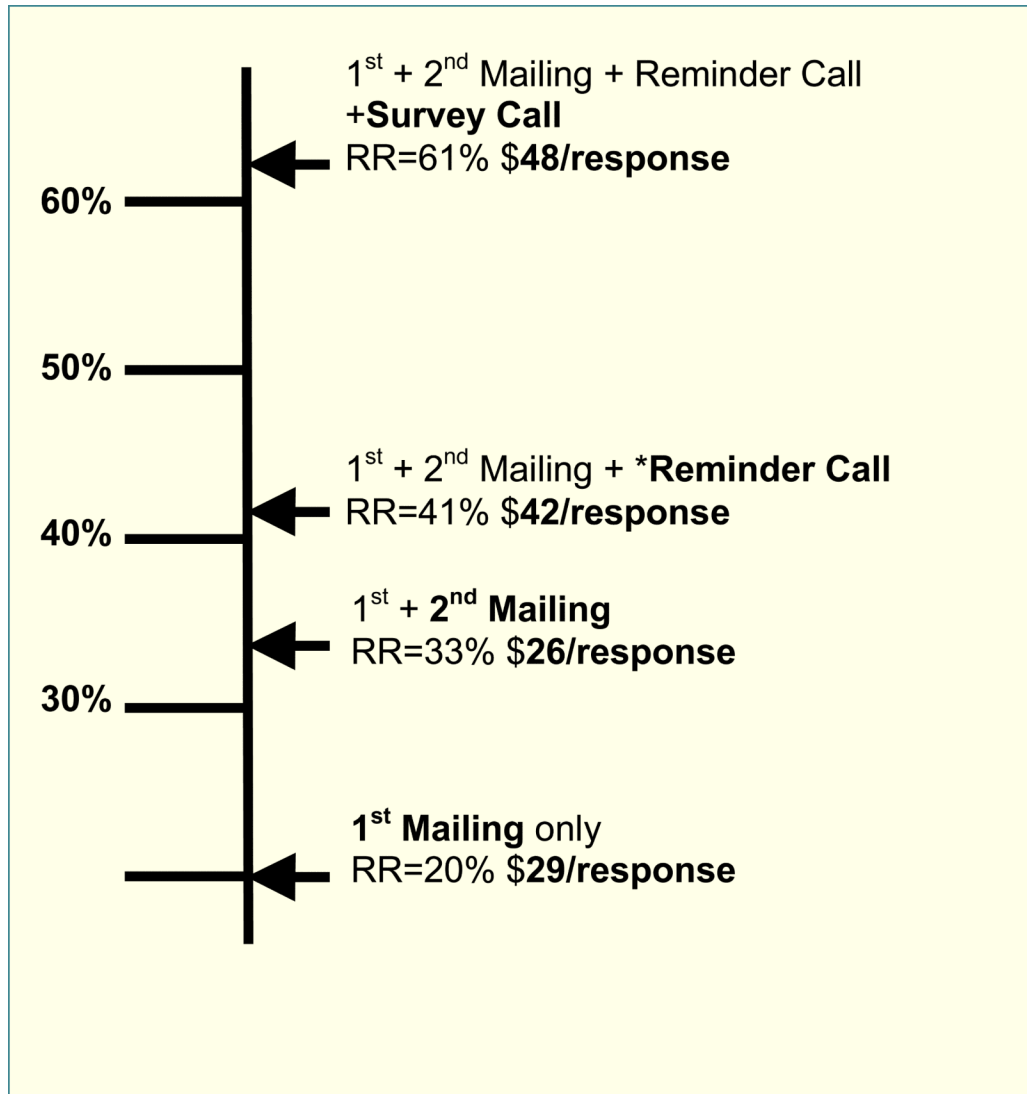 1st + 2nd Mailing + Reminder Call
+Survey Call
RR=61% $48/response
60%
50%
1st + 2nd Mailing + *Reminder Call
RR=41% $42/response
40%
1st + 2nd Mailing
RR=33% $26/response
30%
1st Mailing only
RR=20% $29/response